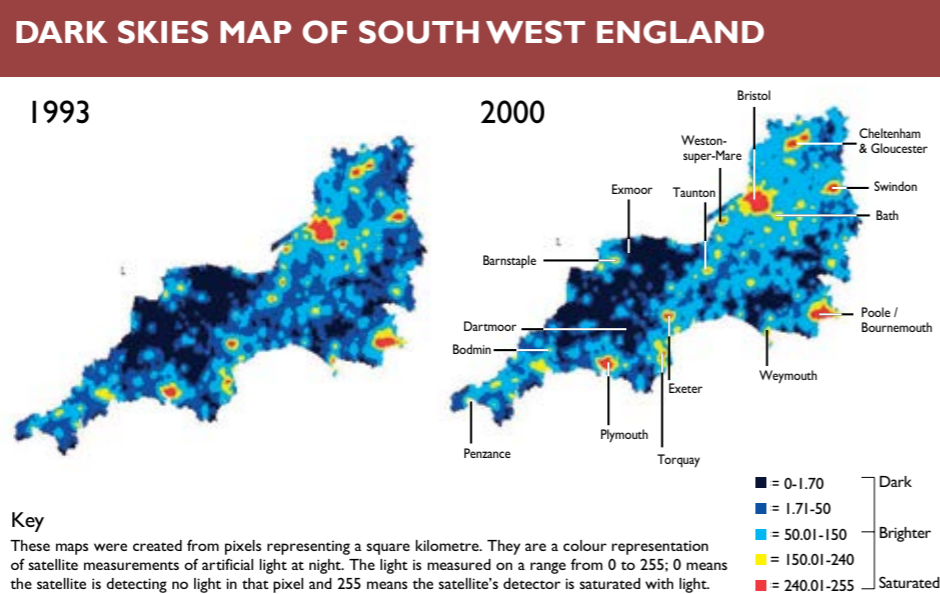 DARK SKIES MAP OF SOUTH WEST ENGLAND
1993
2000
Bristol
Weston-
super-Mare
Cheltenham
& Gloucester
Exmoor
Taunton
Swindon
Bath
Barnstaple
Dartmoor
Poole /
Bournemouth
Bodmin
Weymouth
Exeter
Plymouth
Penzance
Torquay
= 0-1.70
Dark
= 1.71-50
= 50.01-150
Brighter
= 150.01-240
= 240.01-255
Saturated
Key
These maps were created from pixels representing a square kilometre. They are a colour representation
of satellite measurements of artificial light at night. The light is measured on a range from 0 to 255; 0 means
the satellite is detecting no light in that pixel and 255 means the satellite's detector is saturated with light.